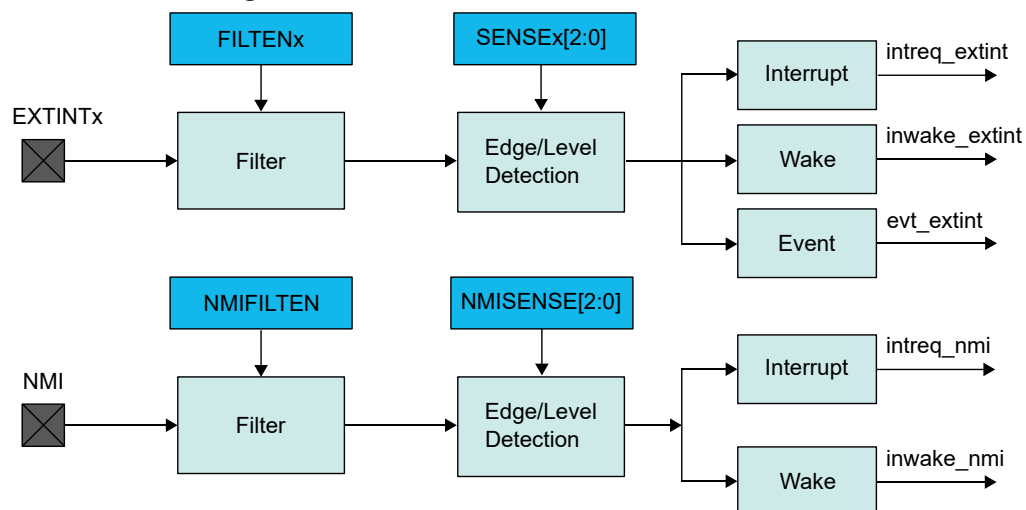 FILTENx
SENSEx[2:0]
intreq_extint
Interrupt
EXTINTx
Filter
Edge/Level
Detection
inwake_extint
Wake
evt_extint
Event
NMIFILTEN
NMISENSE[2:0]
intreq_nmi
Interrupt
NMI
Filter
Edge/Level
Detection
inwake_nmi
Wake